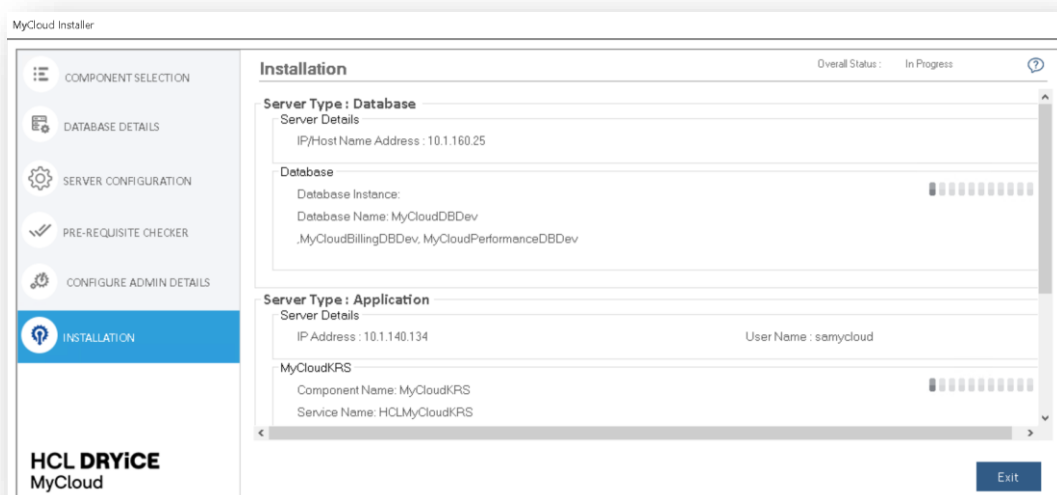 MyCloud Installer
COMPONENT SELECTION
DATABASE DETAILS
SERVER CONFIGURATION
PRE-REQUISITE CHECKER
CONFIGURE ADMIN DETAILS
INSTALLATION
HCL DRYiCE
MyCloud
Installation
Overall Status : In Progress
Server Type : Database
Server Details
IP/Host Name Address : 10.1.160.25
Database
Database Instance:
Database Name: MyCloudDBDev
,MyCloudBillingDBDev, MyCloudPerformanceDBDev
Server Type : Application
Server Details
IP Address : 10.1.140.134 User Name : samycloud
MyCloudKRS
Component Name: MyCloudKRS
Service Name: HCLMyCloudKRS
Exit